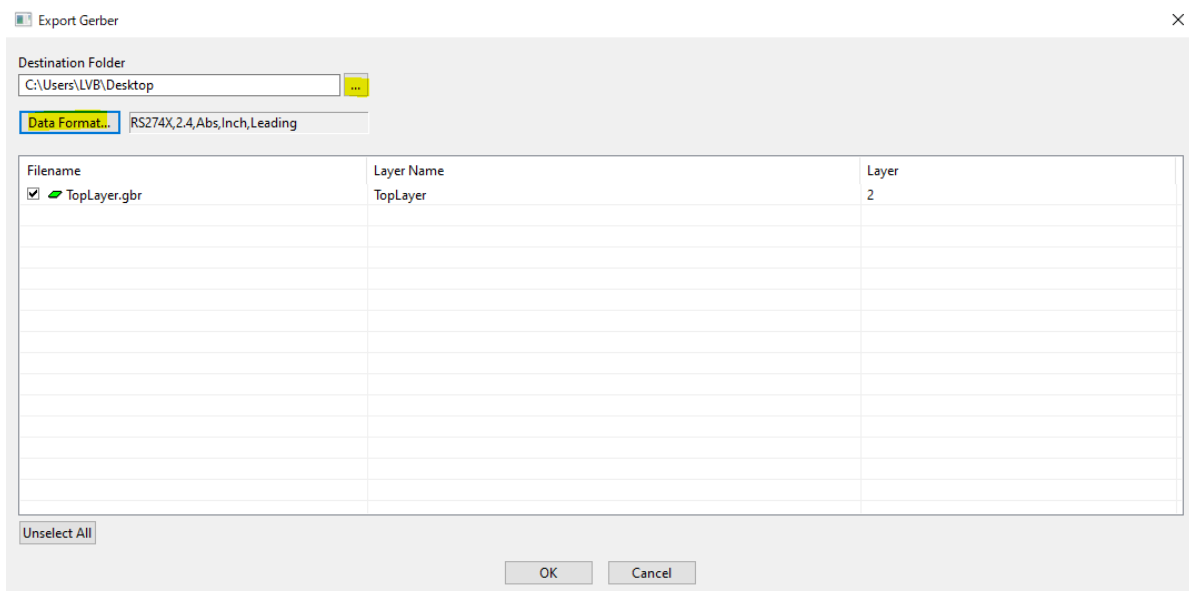 Export Gerber
Destination Folder
C:\Users\LVB\Desktop ...
Data Format... RS274X,2.4,Abs,Inch,Leading
Filename Layer Name Layer
TopLayer.gbr TopLayer 2
Unselect All
OK Cancel